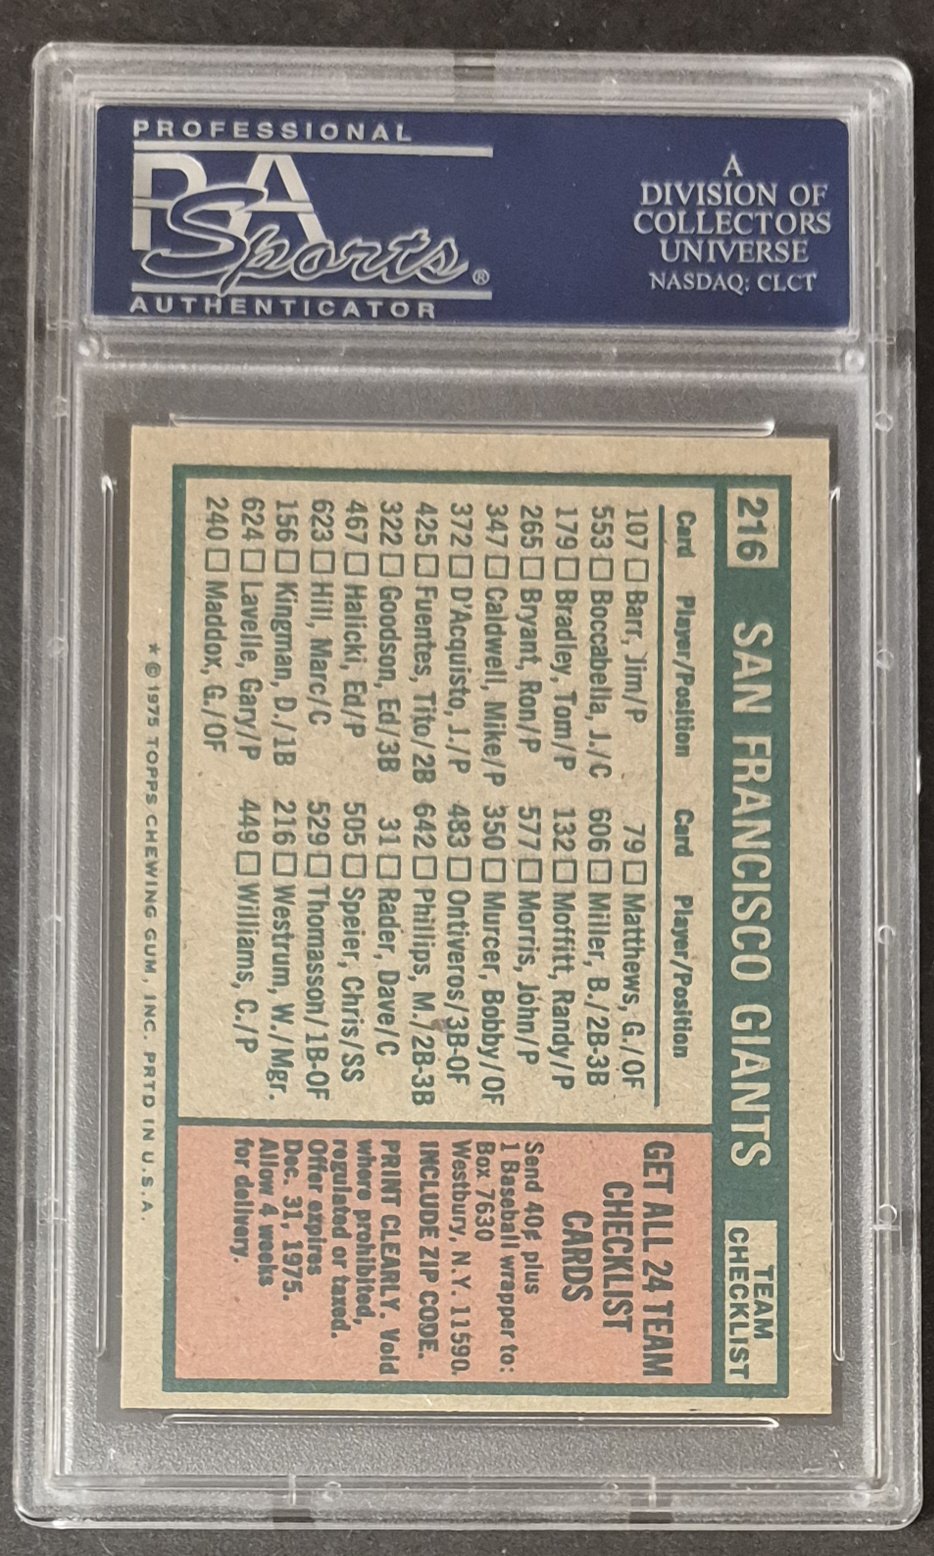 PROFESSIONAL
PSA
Sports®
AUTHENTICATOR
A
DIVISION OF
COLLECTORS
UNIVERSE
NASDAQ: CLCT
216 SAN FRANCISCO GIANTS TEAM CHECKLIST
Card Player/Position
107 □ Barr, Jim/P
553 □ Boccabella, J./C
179 □ Bradley, Tom/P
265 □ Bryant, Ron/P
347 □ Caldwell, Mike/P
372 □ D'Acquisto, J./P
425 □ Fuentes, Tito/2B
322 □ Goodson, Ed/3B
467 □ Halicki, Ed/P
623 □ Hill, Marc/C
156 □ Kingman, D./1B
624 □ Lavelle, Gary/P
240 □ Maddox, G./OF
Card Player/Position
79 □ Matthews, G./OF
606 □ Miller, B./2B-3B
132 □ Moffitt, Randy/P
577 □ Morris, John/P
350 □ Murcer, Bobby/OF
483 □ Ontiveros/3B-OF
642 □ Philips, M./2B-3B
31 □ Rader, Dave/C
505 □ Speier, Chris/SS
529 □ Thomasson/1B-OF
216 □ Westrum, W./Mgr.
449 □ Williams, C./P
GET ALL 24 TEAM
CHECKLIST
CARDS
Send 40¢ plus
1 Baseball wrapper to:
Box 7630
Westbury, N.Y. 11590.
INCLUDE ZIP CODE.
PRINT CLEARLY. Void
where prohibited,
regulated or taxed.
Offer expires
Dec. 31, 1975.
Allow 4 weeks
for delivery.
* © 1975 TOPPS CHEWING GUM, INC. PRTD IN U.S.A.